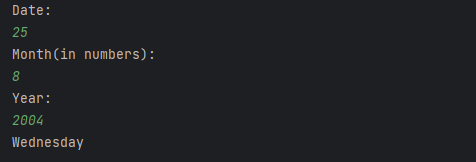 Date:
25
Month(in numbers):
8
Year:
2004
Wednesday